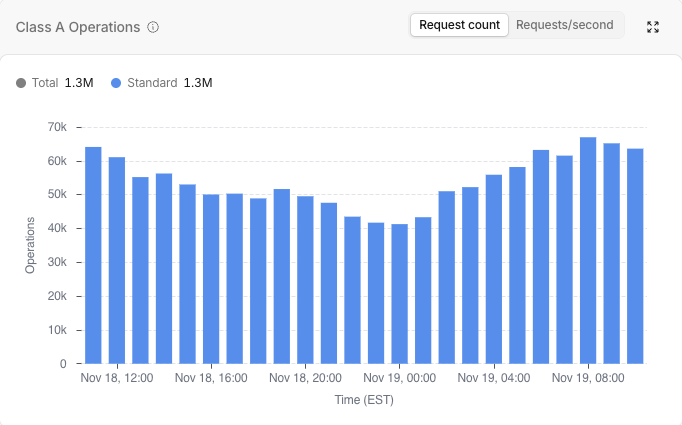 Class A Operations
Request count
Requests/second
Total 1.3M
Standard 1.3M
70k
60k
50k
40k
30k
20k
10k
0
Operations
Nov 18, 12:00
Nov 18, 16:00
Nov 18, 20:00
Nov 19, 00:00
Nov 19, 04:00
Nov 19, 08:00
Time (EST)